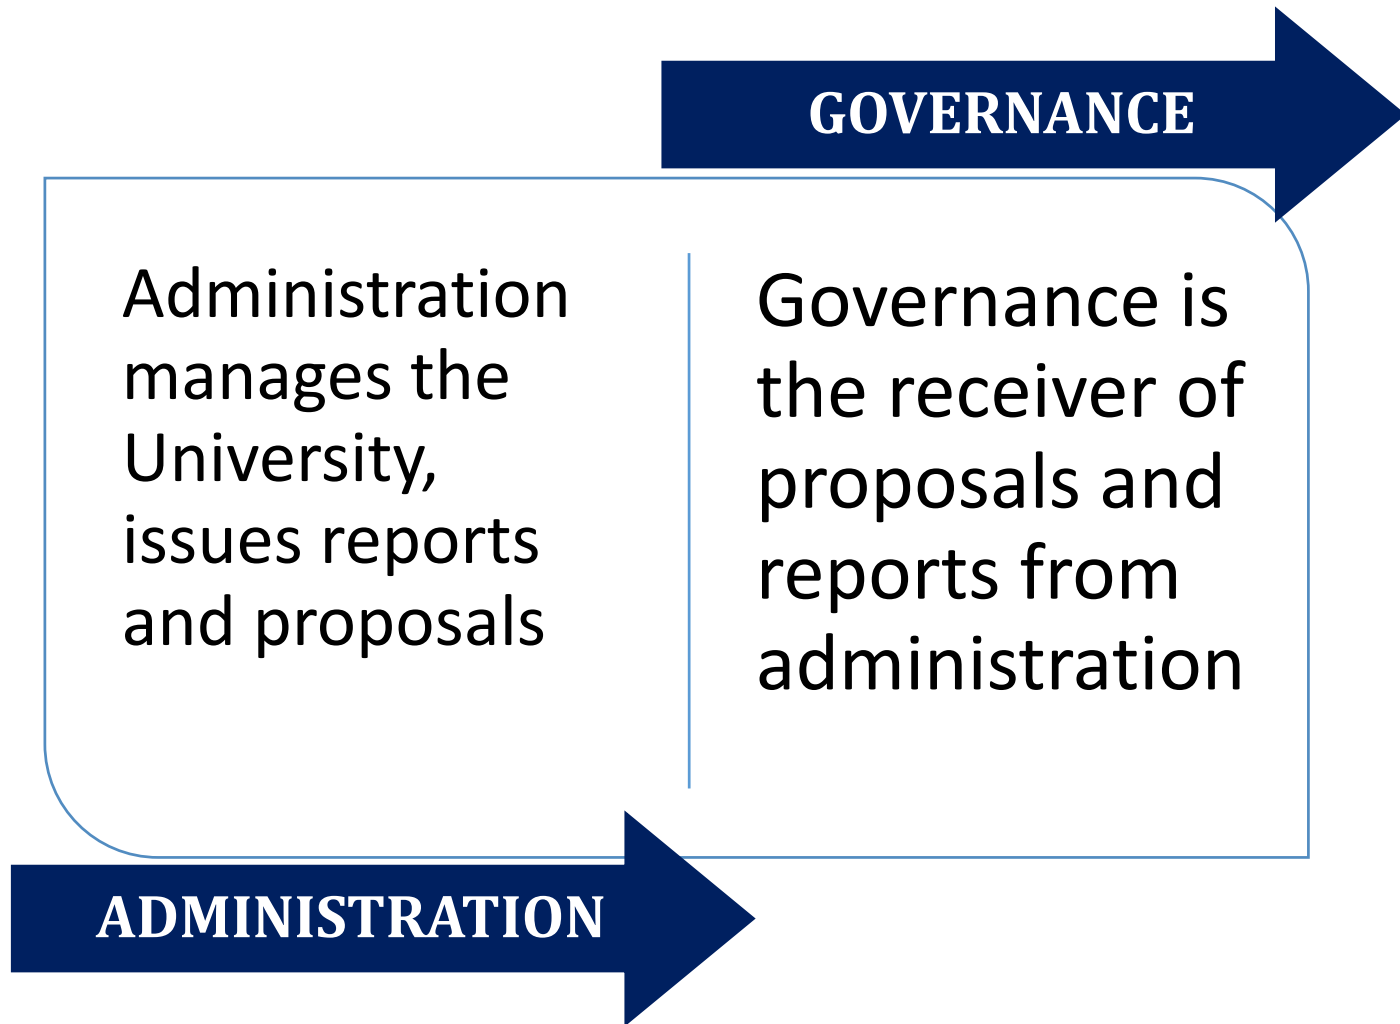 GOVERNANCE
Administration
manages the
University,
issues reports
and proposals
Governance is
the receiver of
proposals and
reports from
administration
ADMINISTRATION